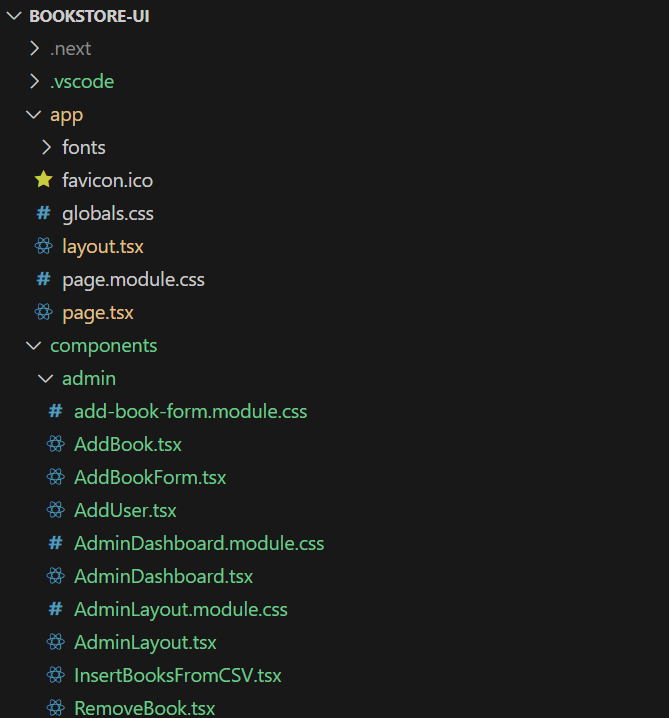 BOOKSTORE-UI
.next
.vscode
app
fonts
favicon.ico
# globals.css
layout.tsx
# page.module.css
page.tsx
components
admin
# add-book-form.module.css
AddBook.tsx
AddBookForm.tsx
AddUser.tsx
# AdminDashboard.module.css
AdminDashboard.tsx
# AdminLayout.module.css
AdminLayout.tsx
InsertBooksFromCSV.tsx
RemoveBook.tsx